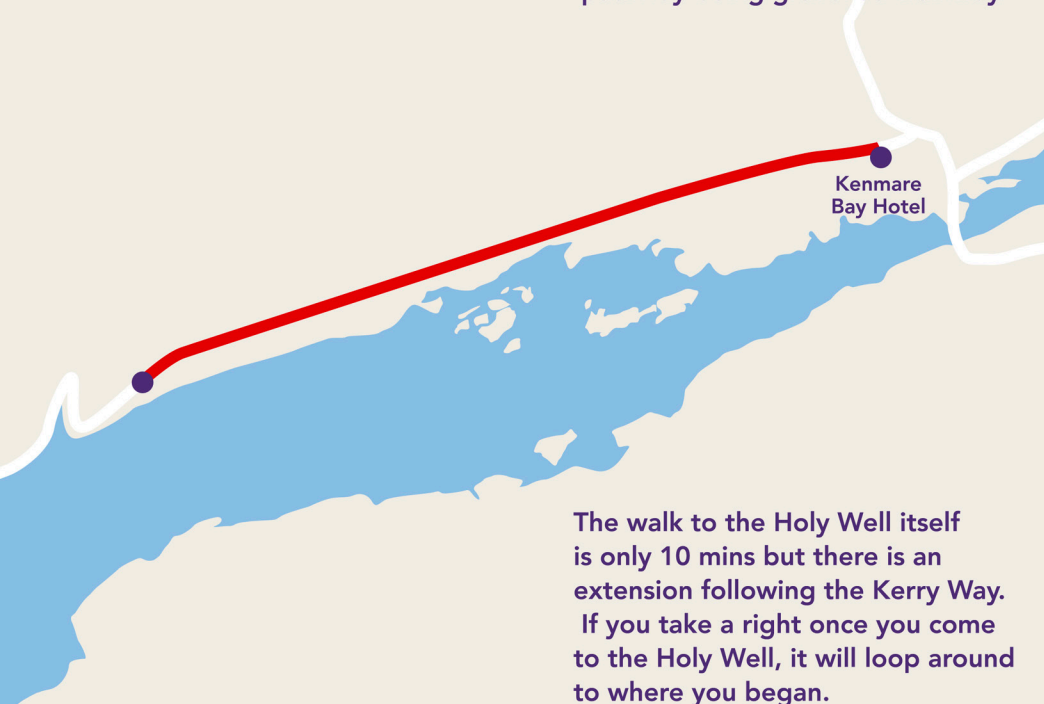 Kenmare
Bay Hotel
The walk to the Holy Well itself
is only 10 mins but there is an
extension following the Kerry Way.
If you take a right once you come
to the Holy Well, it will loop around
to where you began.